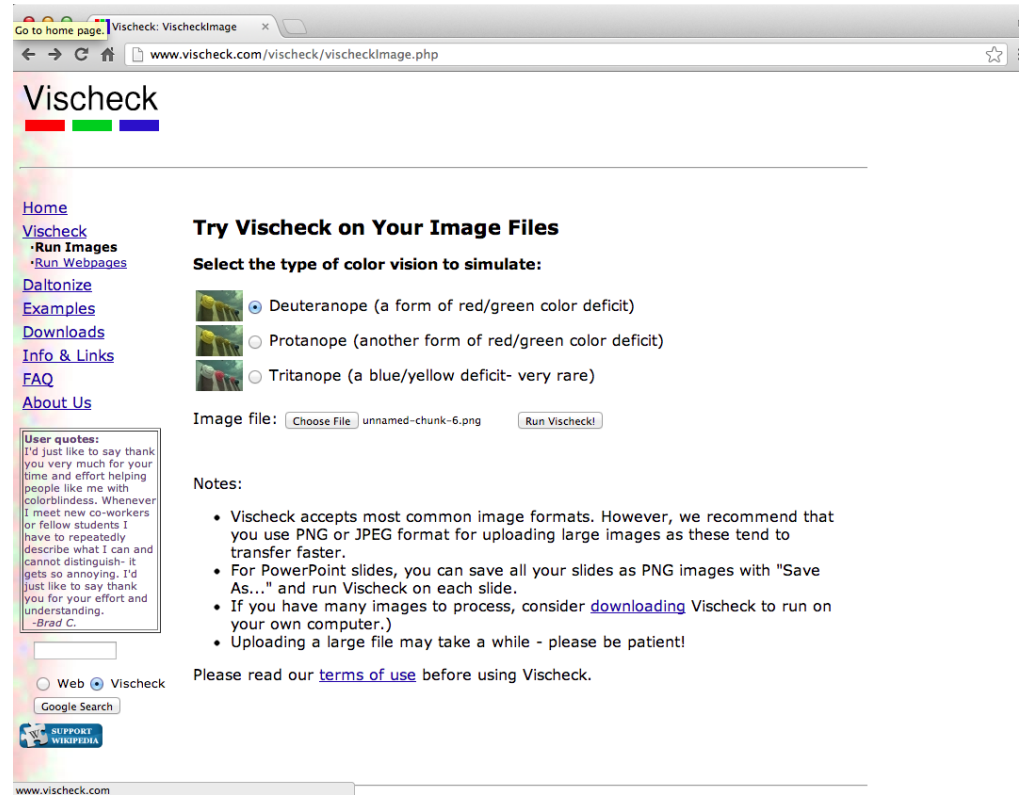 Go to home page.
Vischeck: VischeckImage
www.vischeck.com/vischeck/vischeckImage.php
Vischeck
Home
Vischeck
·Run Images
·Run Webpages
Daltonize
Examples
Downloads
Info & Links
FAQ
About Us
User quotes:
I'd just like to say thank
you very much for your
time and effort helping
people like me with
colorblindess. Whenever
I meet new co-workers
or fellow students I
have to repeatedly
describe what I can and
cannot distinguish- it
gets so annoying. I'd
just like to say thank
you for your effort and
understanding.
-Brad C.
Web Vischeck
Google Search
SUPPORT
WIKIPEDIA
Try Vischeck on Your Image Files
Select the type of color vision to simulate:
Deuteranope (a form of red/green color deficit)
Protanope (another form of red/green color deficit)
Tritanope (a blue/yellow deficit- very rare)
Image file: Choose File unnamed-chunk-6.png Run Vischeck!
Notes:
• Vischeck accepts most common image formats. However, we recommend that
you use PNG or JPEG format for uploading large images as these tend to
transfer faster.
• For PowerPoint slides, you can save all your slides as PNG images with "Save
As..." and run Vischeck on each slide.
• If you have many images to process, consider downloading Vischeck to run on
your own computer.)
• Uploading a large file may take a while - please be patient!
Please read our terms of use before using Vischeck.
www.vischeck.com